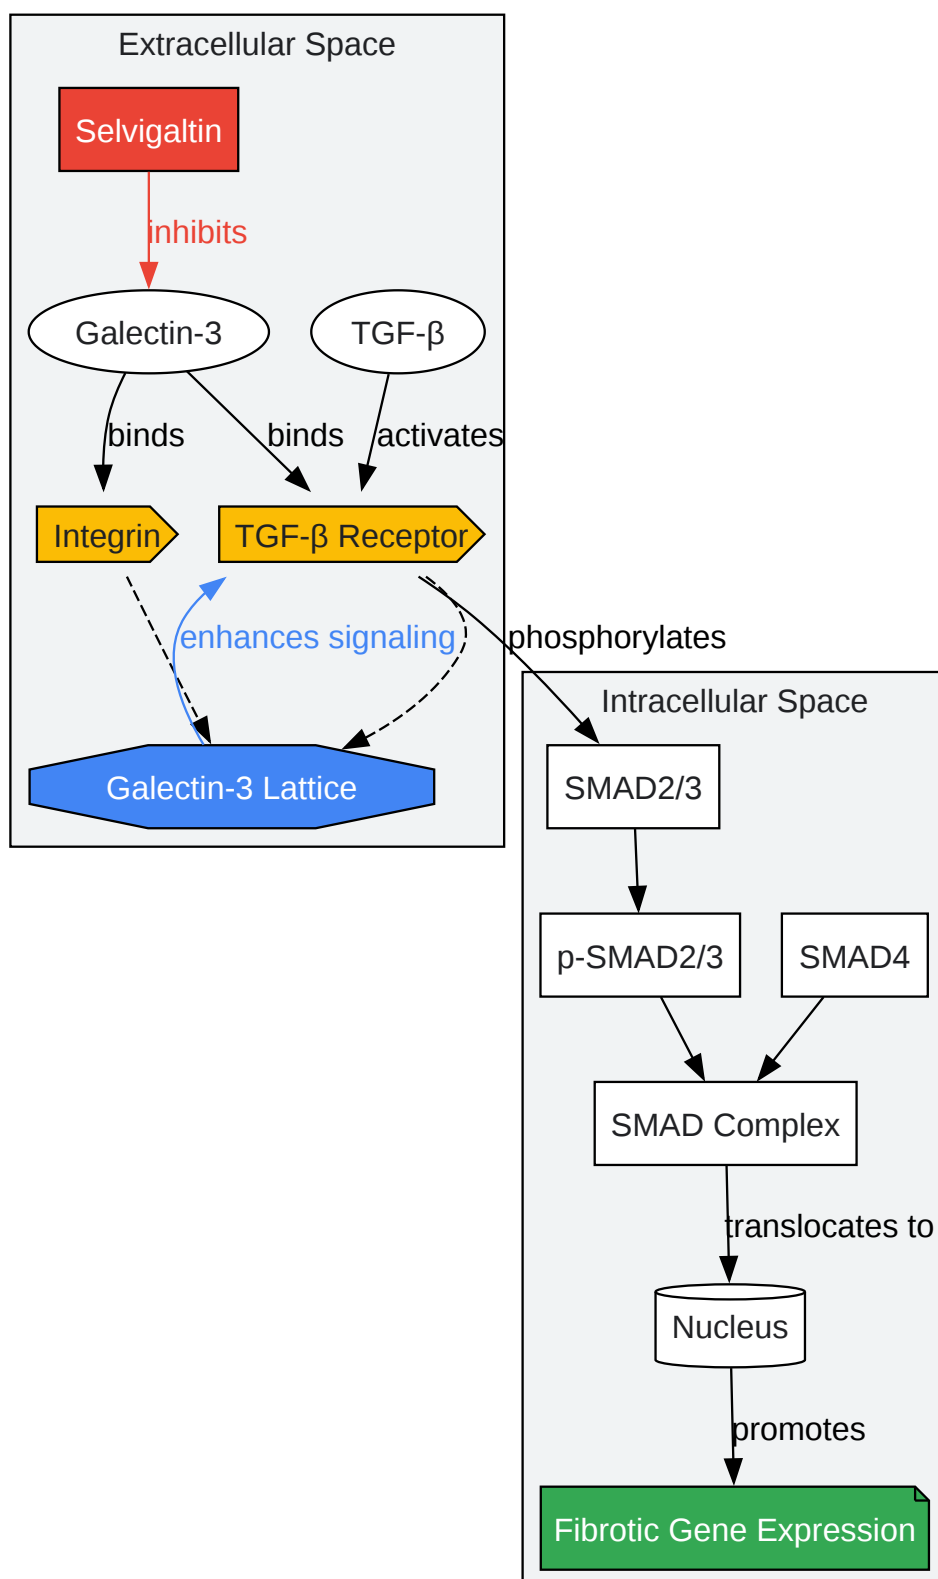 Extracellular Space
Selvigaltin
inhibits
Galectin-3
TGF-β
binds
binds
activates
Integrin
TGF-β Receptor
enhances signaling
phosphorylates
Intracellular Space
Galectin-3 Lattice
SMAD2/3
p-SMAD2/3
SMAD4
SMAD Complex
translocates to
Nucleus
promotes
Fibrotic Gene Expression